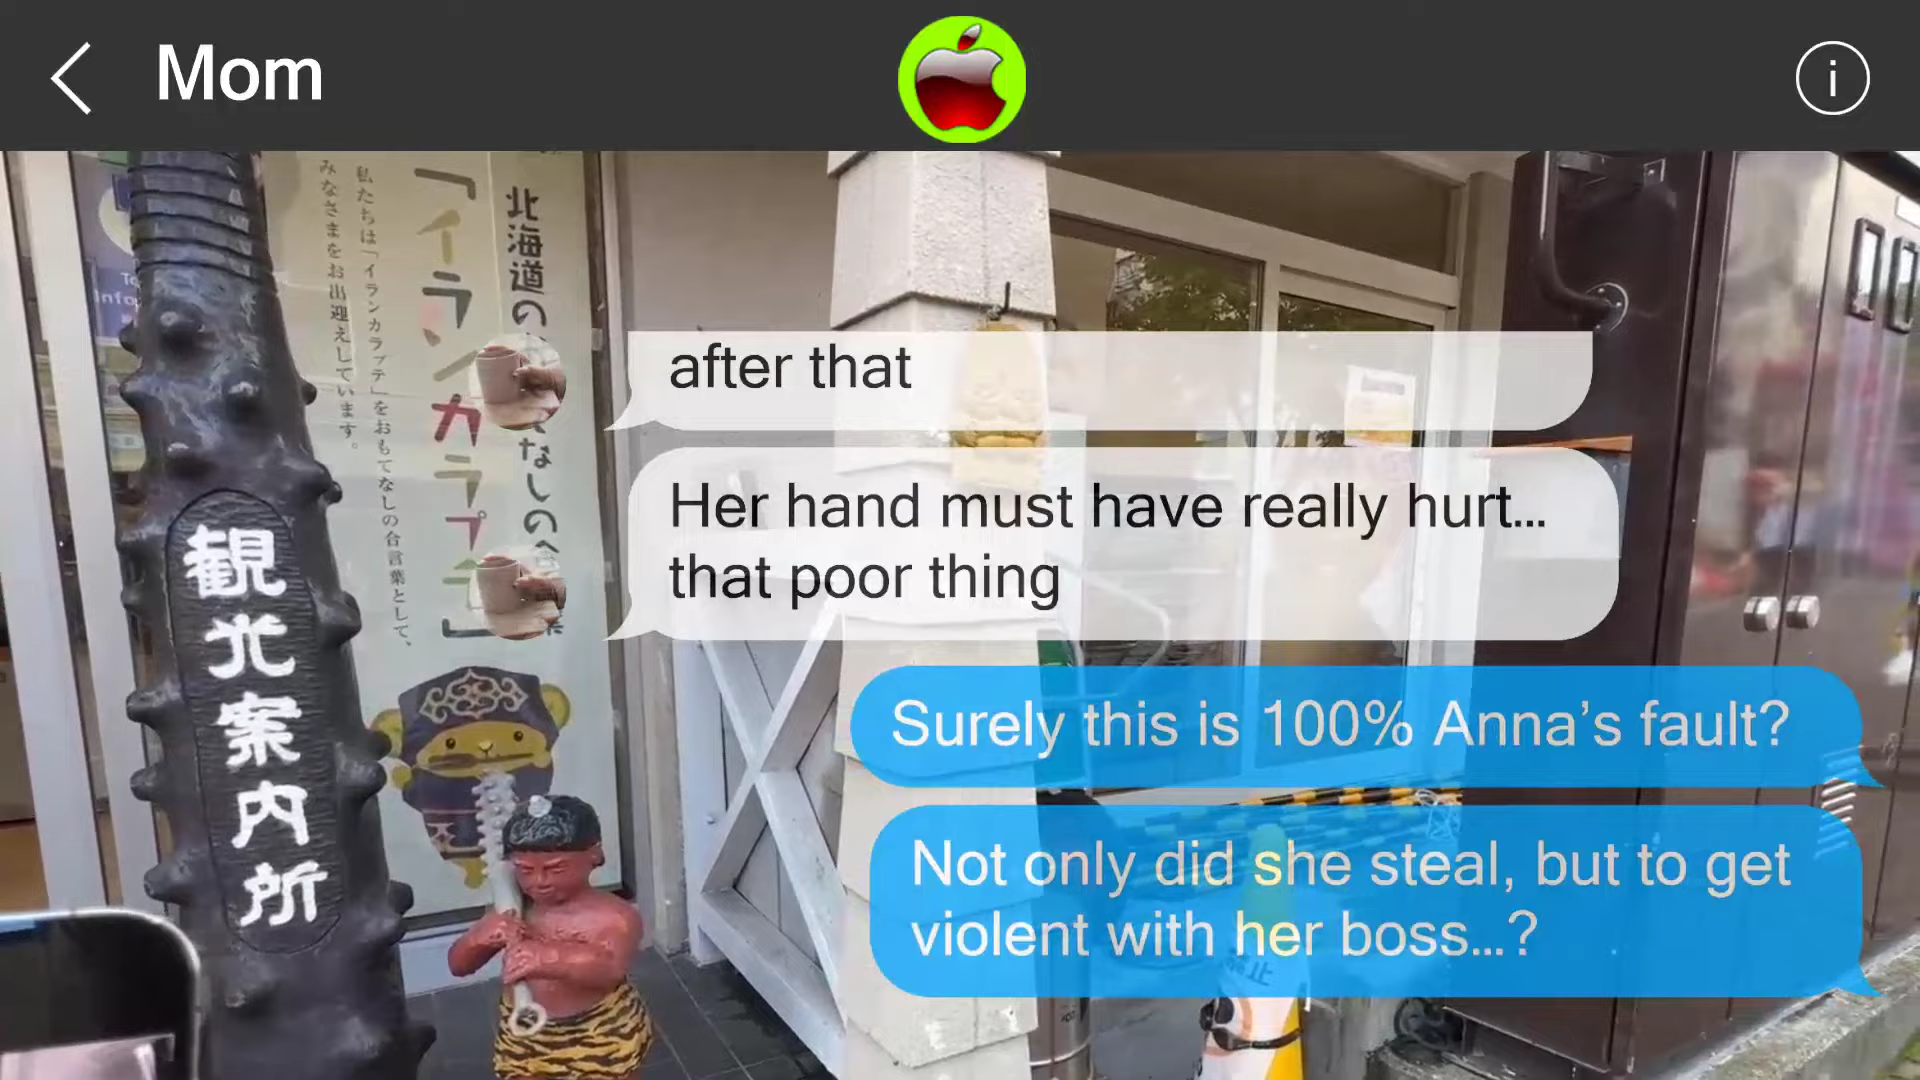 Mom
i
after that
Her hand must have really hurt...
that poor thing
Surely this is 100% Anna’s fault?
Not only did she steal, but to get
violent with her boss...?
観光案内所
北海道の
なしの
「イランカラプテ」
私たちは「イランカラプテ」をおもてなしの合言葉として、
みなさまをお出迎えしています。